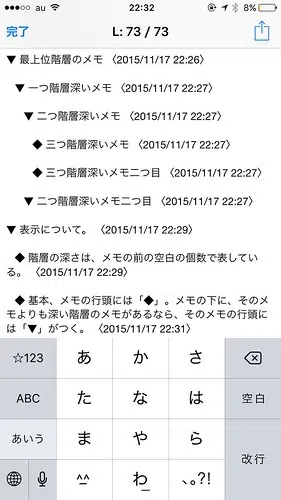 au 22:32 8%
完了 L: 73 / 73
▼ 最上位階層のメモ 〈2015/11/17 22:26〉
▼ 一つ階層深いメモ 〈2015/11/17 22:27〉
▼ 二つ階層深いメモ 〈2015/11/17 22:27〉
◆ 三つ階層深いメモ 〈2015/11/17 22:27〉
◆ 三つ階層深いメモ二つ目 〈2015/11/17 22:27〉
▼ 二つ階層深いメモ二つ目 〈2015/11/17 22:27〉
▼ 表示について。 〈2015/11/17 22:29〉
◆ 階層の深さは、メモの前の空白の個数で表してい
る。 〈2015/11/17 22:29〉
◆ 基本、メモの行頭には「◆」。メモの下に、そのメ
モよりも深い階層のメモがあるなら、そのメモの行頭に
は「▼」がつく。 〈2015/11/17 22:31〉
☆123 あ か さ
ABC た な は 空白
あいう ま や ら
^^ わ_ 、。?! 改行